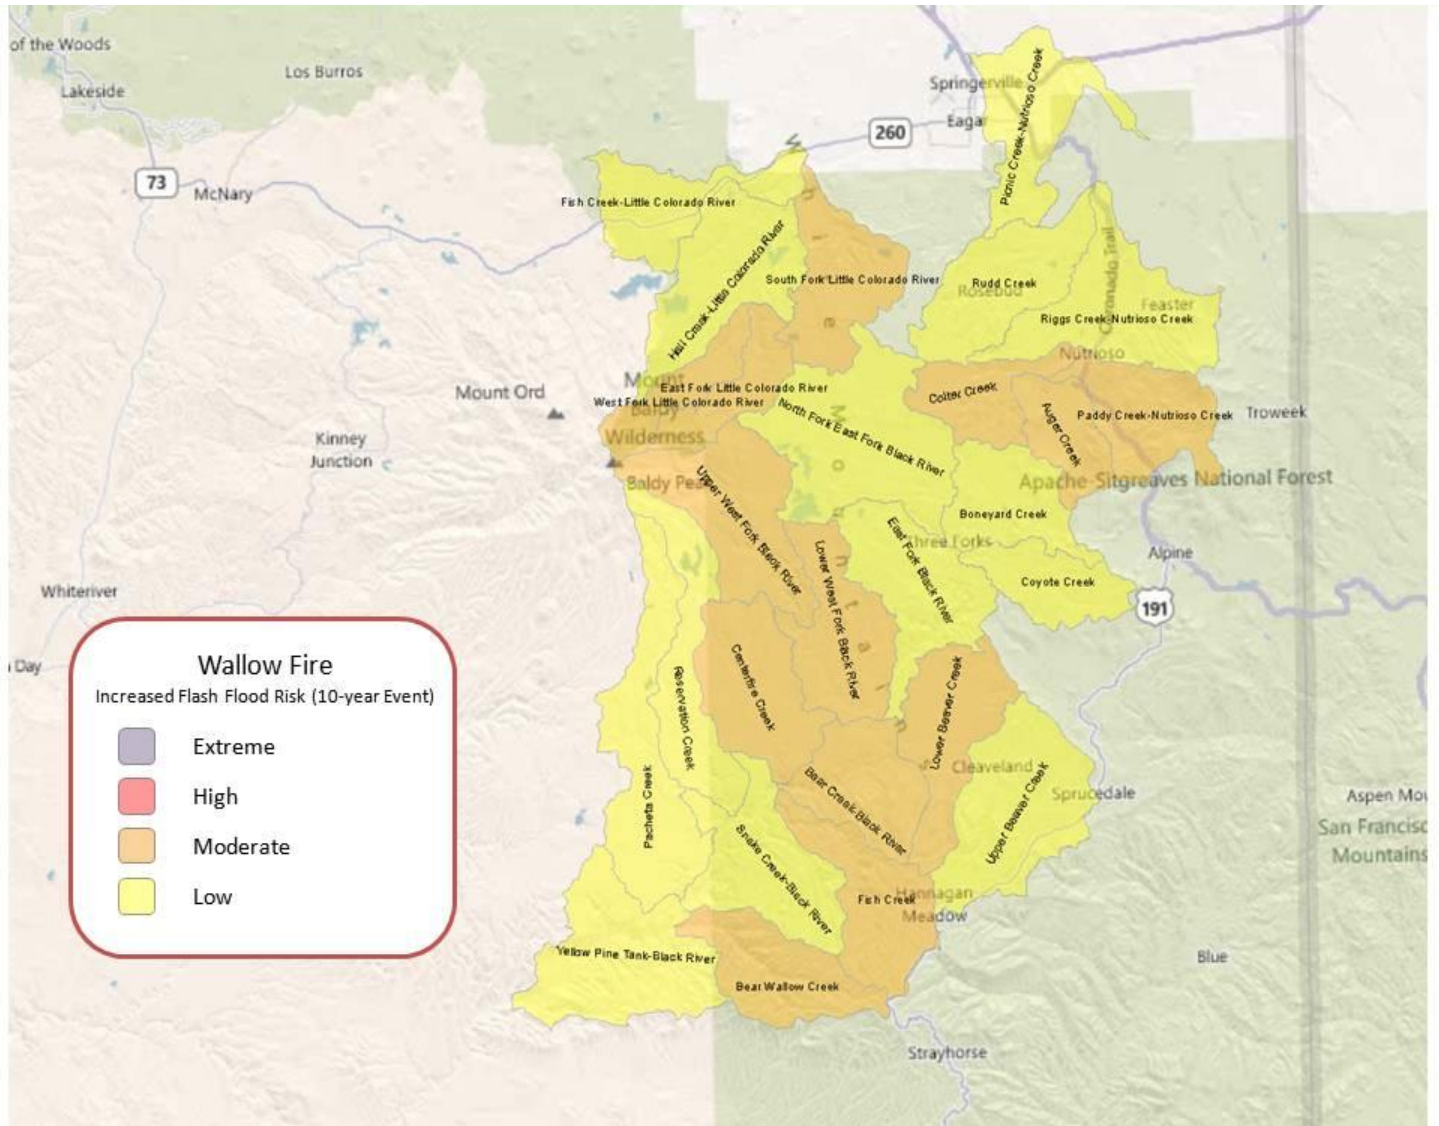 of the Woods
Los Burros
Lakeside
Springerville
Eagar
260
Picnic Creek-Nutrioso Creek
73
McNary
Fish Creek-Little Colorado River
Hall Creek-Little Colorado River
South Fork Little Colorado River
Rudd Creek
Rosebud
Coronado Trail
Feaster
Riggs Creek-Nutrioso Creek
Nutrioso
Mount Ord
Mount
Baldy
Wilderness
East Fork Little Colorado River
West Fork Little Colorado River
Colter Creek
North Fork East Fork Black River
Auger Creek
Paddy Creek-Nutrioso Creek
Troweek
Kinney
Junction
Baldy Pea
Apache-Sitgreaves National Forest
Upper West Fork Black River
Boneyard Creek
Three Forks
East Fork Black River
Lower West Fork Black River
Alpine
Coyote Creek
191
Whiteriver
Day
Centerfire Creek
Reservation Creek
Lower Beaver Creek
Cleaveland
Sprucedale
Upper Beaver Creek
Pacheta Creek
Bear Creek-Black River
Snake Creek-Black River
Aspen Mou
San Francisc
Mountains
Fish Creek
Hannagan
Meadow
Yellow Pine Tank-Black River
Bear Wallow Creek
Blue
Strayhorse
Wallow Fire
Increased Flash Flood Risk (10-year Event)
Extreme
High
Moderate
Low